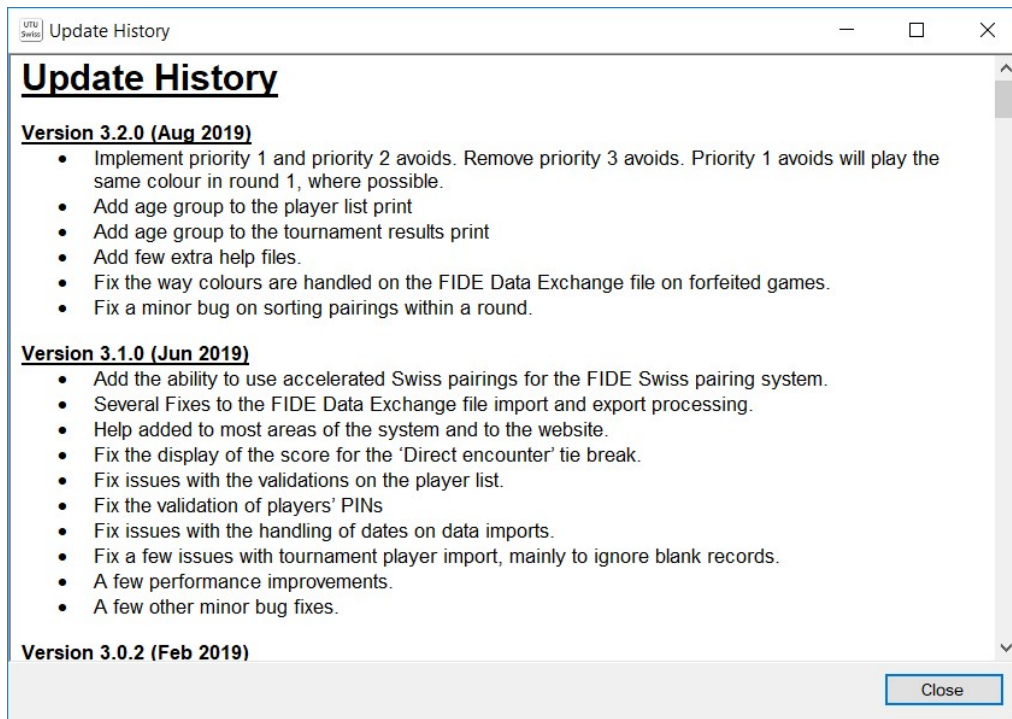 UTU
Swiss
Update History
Update History
Version 3.2.0 (Aug 2019)
• Implement priority 1 and priority 2 avoids. Remove priority 3 avoids. Priority 1 avoids will play the
same colour in round 1, where possible.
• Add age group to the player list print
• Add age group to the tournament results print
• Add few extra help files.
• Fix the way colours are handled on the FIDE Data Exchange file on forfeited games.
• Fix a minor bug on sorting pairings within a round.
Version 3.1.0 (Jun 2019)
• Add the ability to use accelerated Swiss pairings for the FIDE Swiss pairing system.
• Several Fixes to the FIDE Data Exchange file import and export processing.
• Help added to most areas of the system and to the website.
• Fix the display of the score for the ‘Direct encounter’ tie break.
• Fix issues with the validations on the player list.
• Fix the validation of players’ PINs
• Fix issues with the handling of dates on data imports.
• Fix a few issues with tournament player import, mainly to ignore blank records.
• A few performance improvements.
• A few other minor bug fixes.
Version 3.0.2 (Feb 2019)
Close